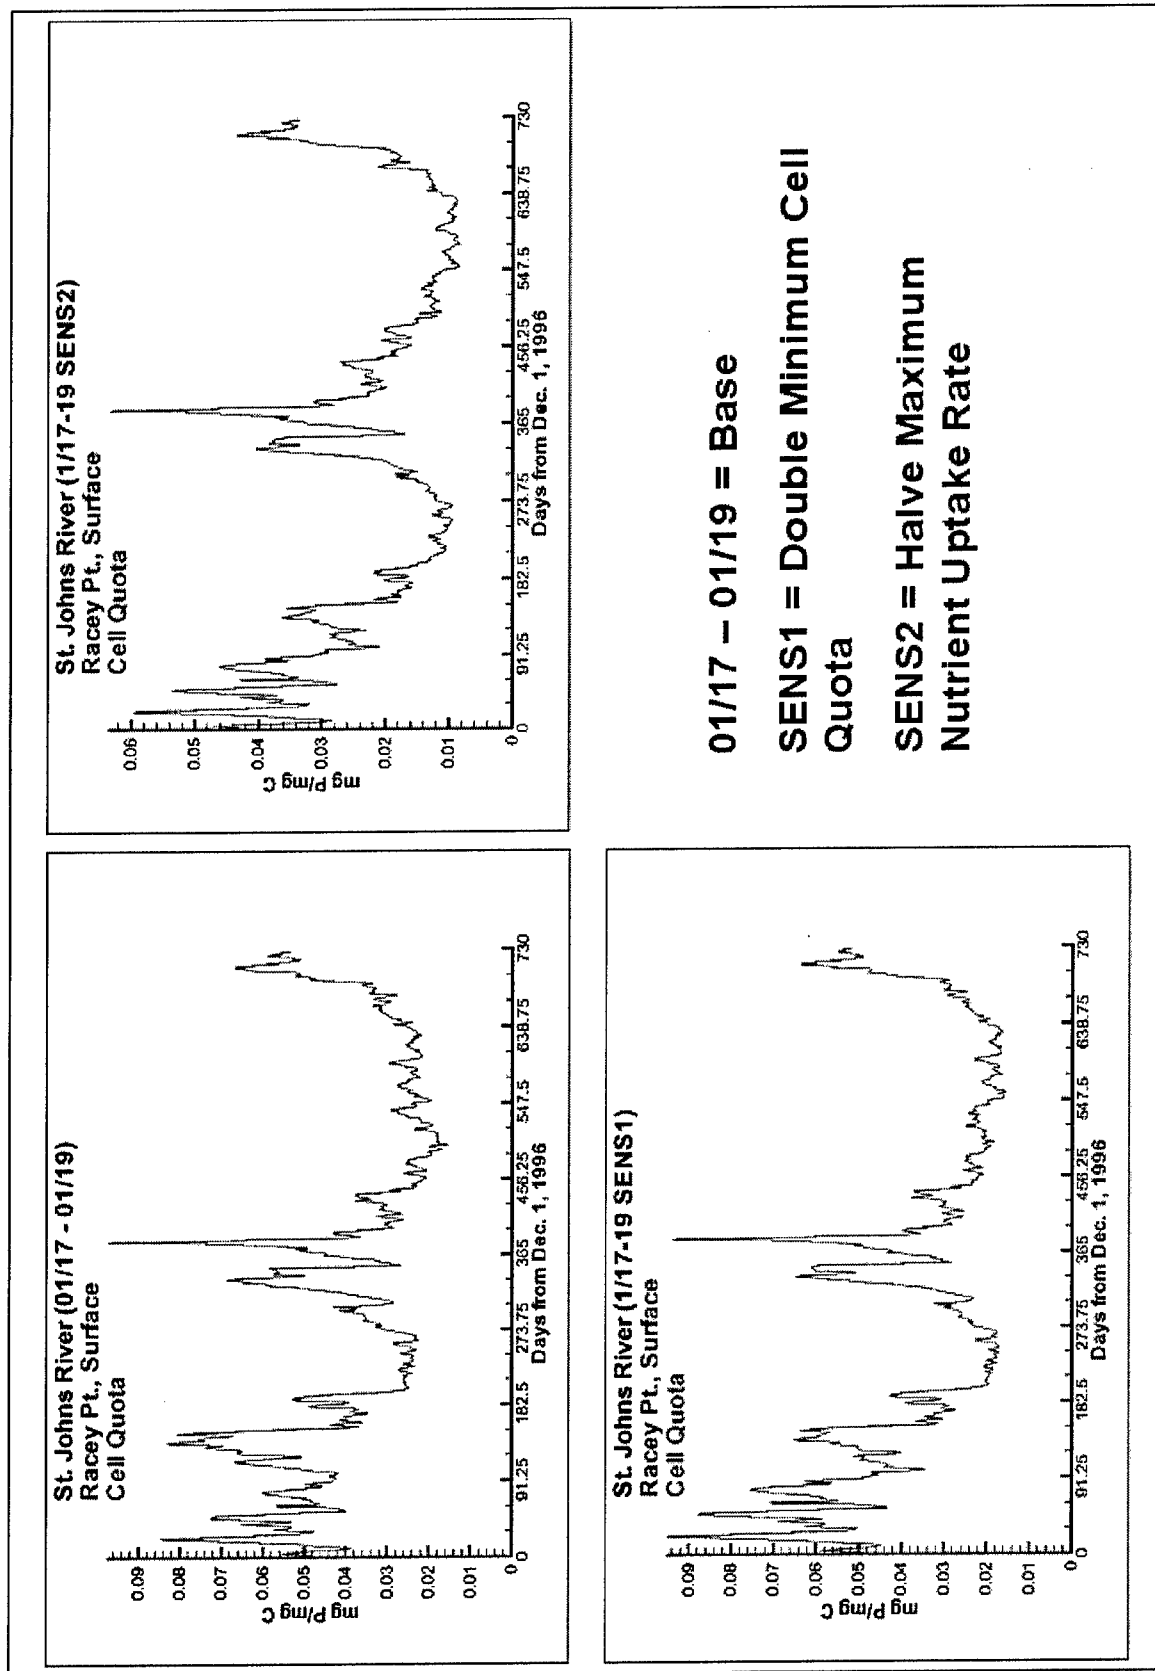 St. Johns River (01/17 - 01/19)
Racey Pt., Surface
Cell Quota
mg P/mg C
0.09
0.08
0.07
0.06
0.05
0.04
0.03
0.02
0.01
0
0
91.25
182.5
273.75
365
456.25
547.5
638.75
730
Days from Dec. 1, 1996
St. Johns River (1/17-19 SENS2)
Racey Pt., Surface
Cell Quota
mg P/mg C
0.06
0.05
0.04
0.03
0.02
0.01
0
0
91.25
182.5
273.75
365
456.25
547.5
638.75
730
Days from Dec. 1, 1996
St. Johns River (1/17-19 SENS1)
Racey Pt., Surface
Cell Quota
mg P/mg C
0.09
0.08
0.07
0.06
0.05
0.04
0.03
0.02
0.01
0
0
91.25
182.5
273.75
365
456.25
547.5
638.75
730
Days from Dec. 1, 1996
01/17 – 01/19 = Base
SENS1 = Double Minimum Cell
Quota
SENS2 = Halve Maximum
Nutrient Uptake Rate